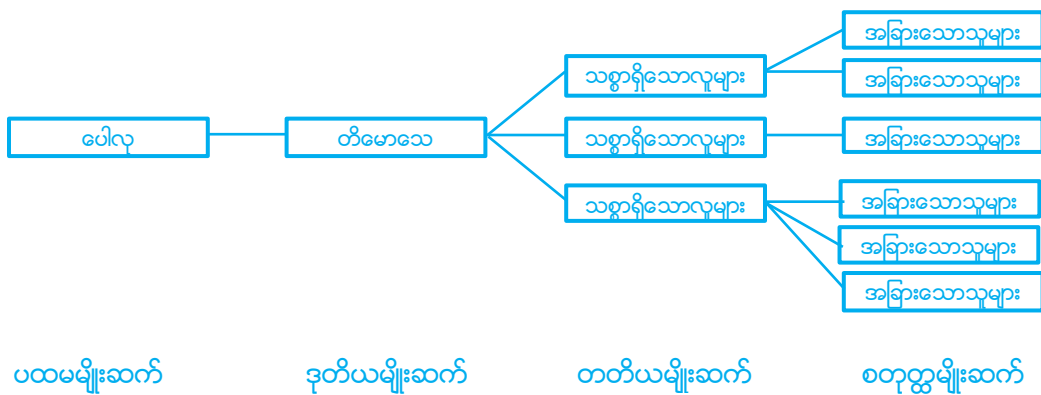 အခြားသောသူများ
သစ္စာရှိသောလူများ
အခြားသောသူများ
ပေါလု
တိမောသေ
သစ္စာရှိသောလူများ
အခြားသောသူများ
သစ္စာရှိသောလူများ
အခြားသောသူများ
အခြားသောသူများ
အခြားသောသူများ
ပထမမျိုးဆက်
ဒုတိယမျိုးဆက်
တတိယမျိုးဆက်
စတုတ္ထမျိုးဆက်